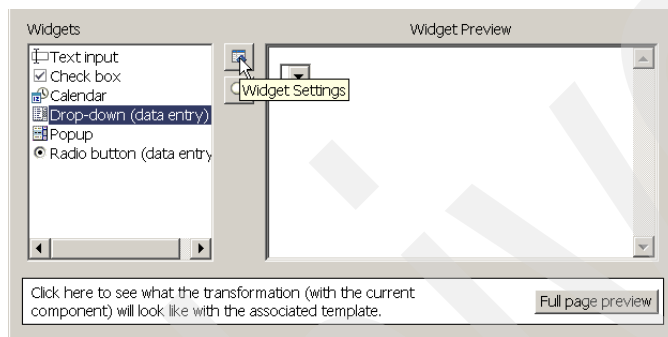 Widgets
Widget Preview
Text input
Check box
Calendar
Drop-down (data entry)
Popup
Radio button (data entry
Widget Settings
Click here to see what the transformation (with the current
component) will look like with the associated template.
Full page preview